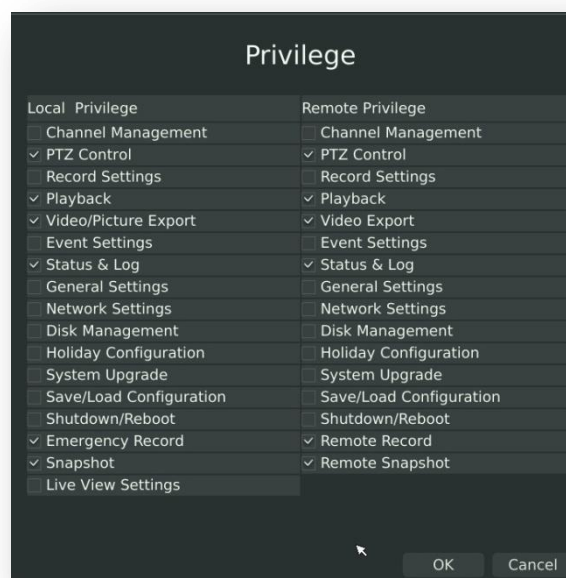 Privilege
Local Privilege
Channel Management
PTZ Control
Record Settings
Playback
Video/Picture Export
Event Settings
Status & Log
General Settings
Network Settings
Disk Management
Holiday Configuration
System Upgrade
Save/Load Configuration
Shutdown/Reboot
Emergency Record
Snapshot
Live View Settings
Remote Privilege
Channel Management
PTZ Control
Record Settings
Playback
Video Export
Event Settings
Status & Log
General Settings
Network Settings
Disk Management
Holiday Configuration
System Upgrade
Save/Load Configuration
Shutdown/Reboot
Remote Record
Remote Snapshot
OK
Cancel